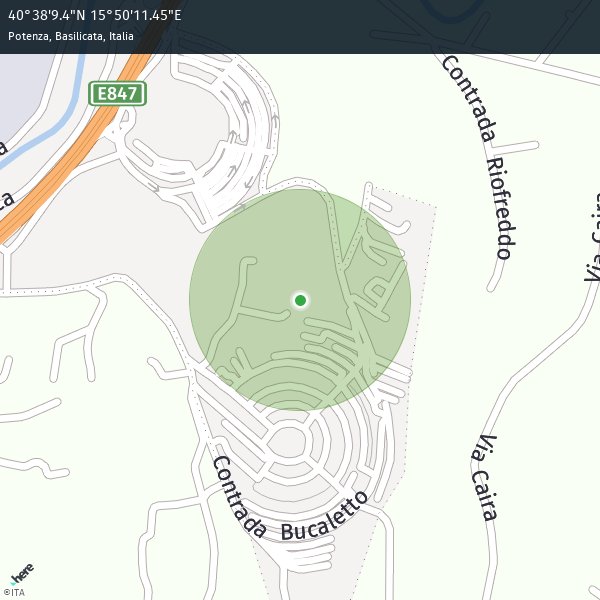 40°38'9.4"N 15°50'11.45"E
Potenza, Basilicata, Italia
E847
Contrada Riofreddo
Via Caira
Via Caira
Contrada Bucaletto
here
©ITA